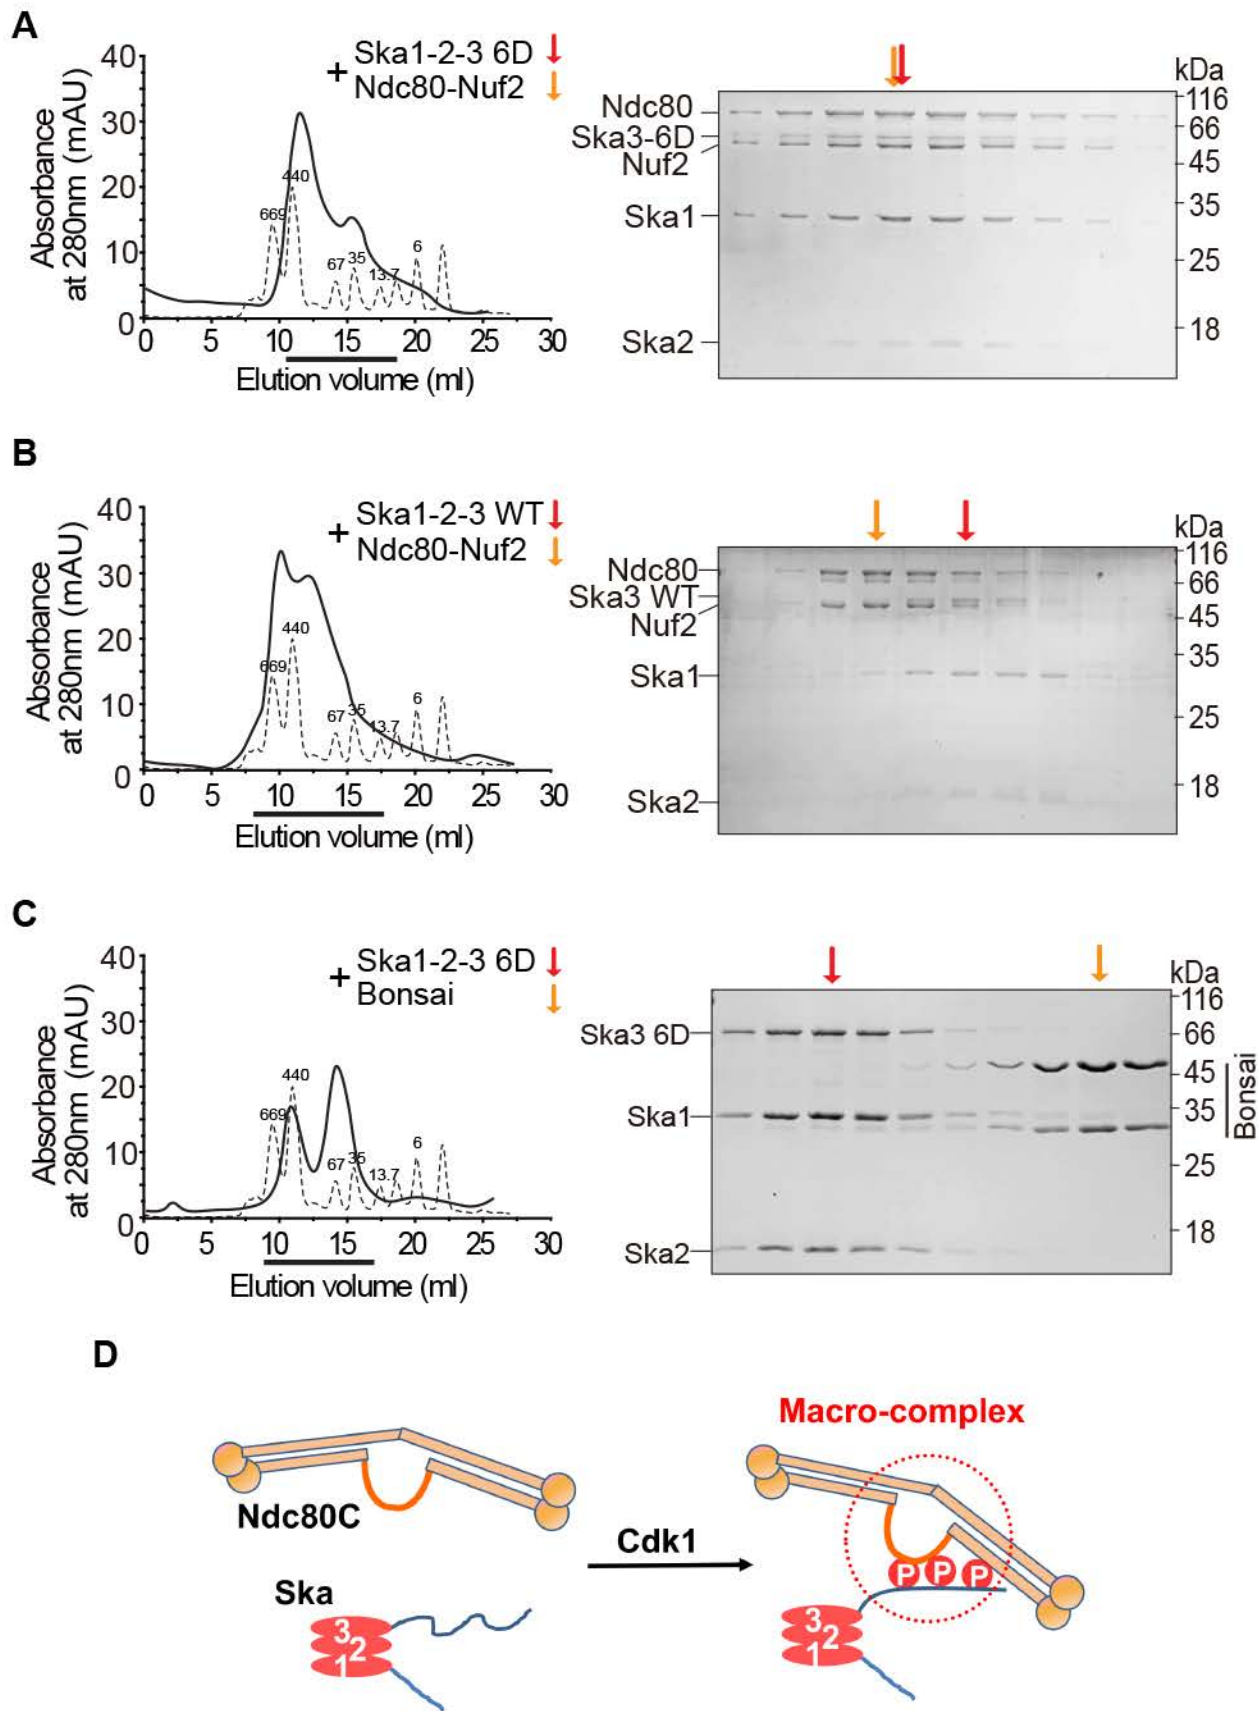 A
Absorbance
at 280nm (mAU)
40
30
20
10
0
669
440
67
35
13.7
6
+ Ska1-2-3 6D
Ndc80-Nuf2
0 5 10 15 20 25 30
Elution volume (ml)
Ndc80
Ska3-6D
Nuf2
Ska1
Ska2
kDa
116
66
45
35
25
18
B
Absorbance
at 280nm (mAU)
40
30
20
10
0
669
440
67
35
13.7
6
+ Ska1-2-3 WT
Ndc80-Nuf2
0 5 10 15 20 25 30
Elution volume (ml)
Ndc80
Ska3 WT
Nuf2
Ska1
Ska2
kDa
116
66
45
35
25
18
C
Absorbance
at 280nm (mAU)
40
30
20
10
0
669
440
67
35
13.7
6
+ Ska1-2-3 6D
Bonsai
0 5 10 15 20 25 30
Elution volume (ml)
Ska3 6D
Ska1
Ska2
kDa
116
66
45
35
25
18
Bonsai
D
Ndc80C
Ska
3
2
1
Cdk1
Macro-complex
P P P
3
2
1